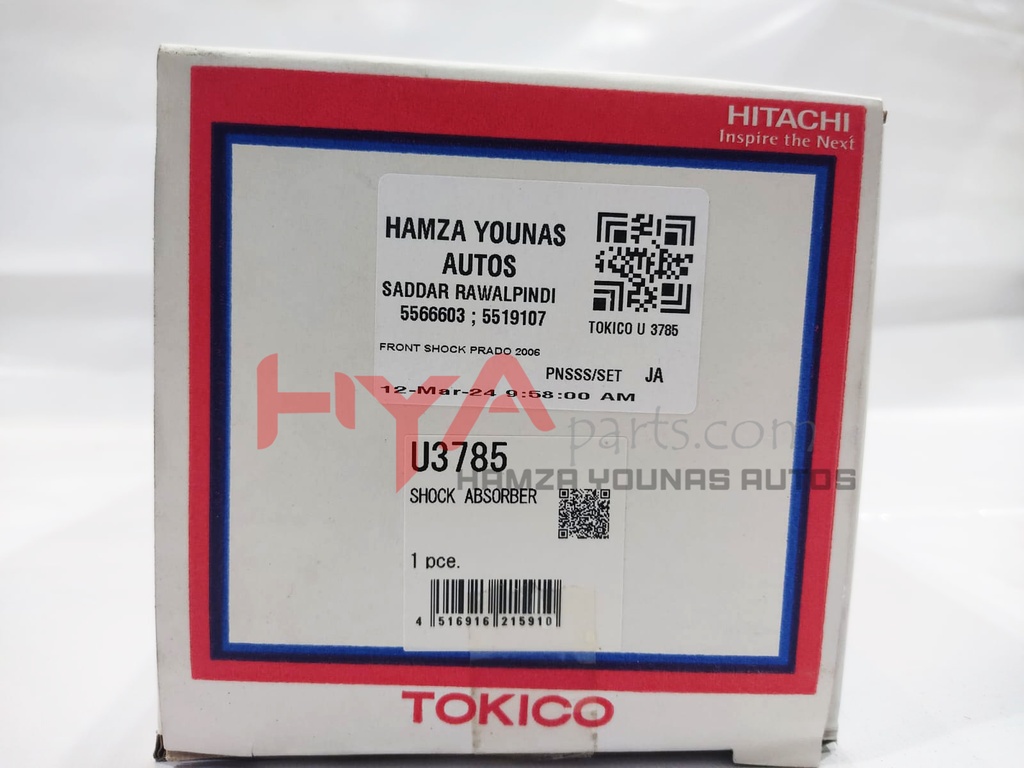 HITACHI
Inspire the Next
HAMZA YOUNAS
AUTOS
SADDAR RAWALPINDI
5566603 ; 5519107
TOKICO U 3785
FRONT SHOCK PRADO 2006
PNSSS/SET JA
12-Mar-24 9:58:00 AM
HYA parts.com
HAMZA YOUNAS AUTOS
U3785
SHOCK ABSORBER
1 pce.
4 516916 215910
TOKICO